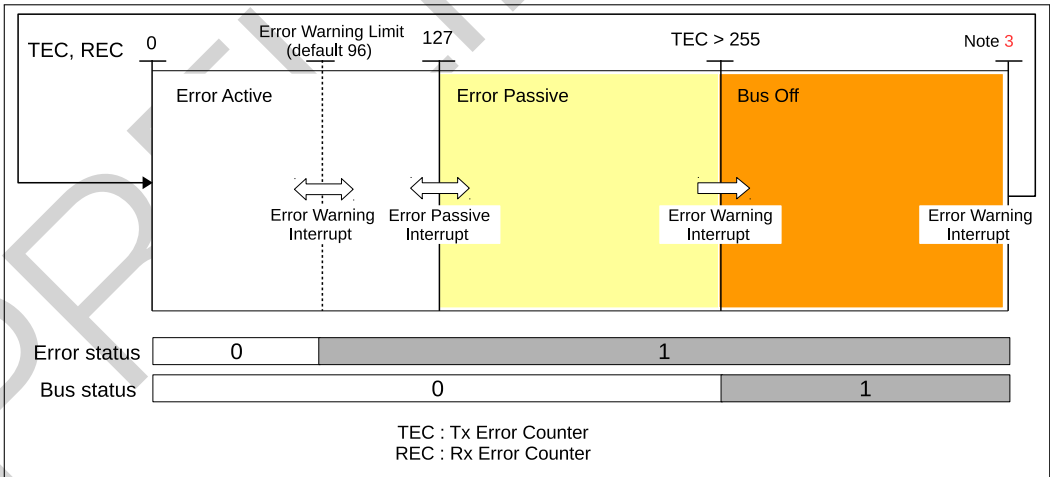 TEC, REC
0
Error Warning Limit
(default 96)
127
TEC > 255
Note 3
Error Active
Error Passive
Bus Off
Error Warning
Interrupt
Error Passive
Interrupt
Error Warning
Interrupt
Error Warning
Interrupt
Error status
0
1
Bus status
0
1
TEC : Tx Error Counter
REC : Rx Error Counter